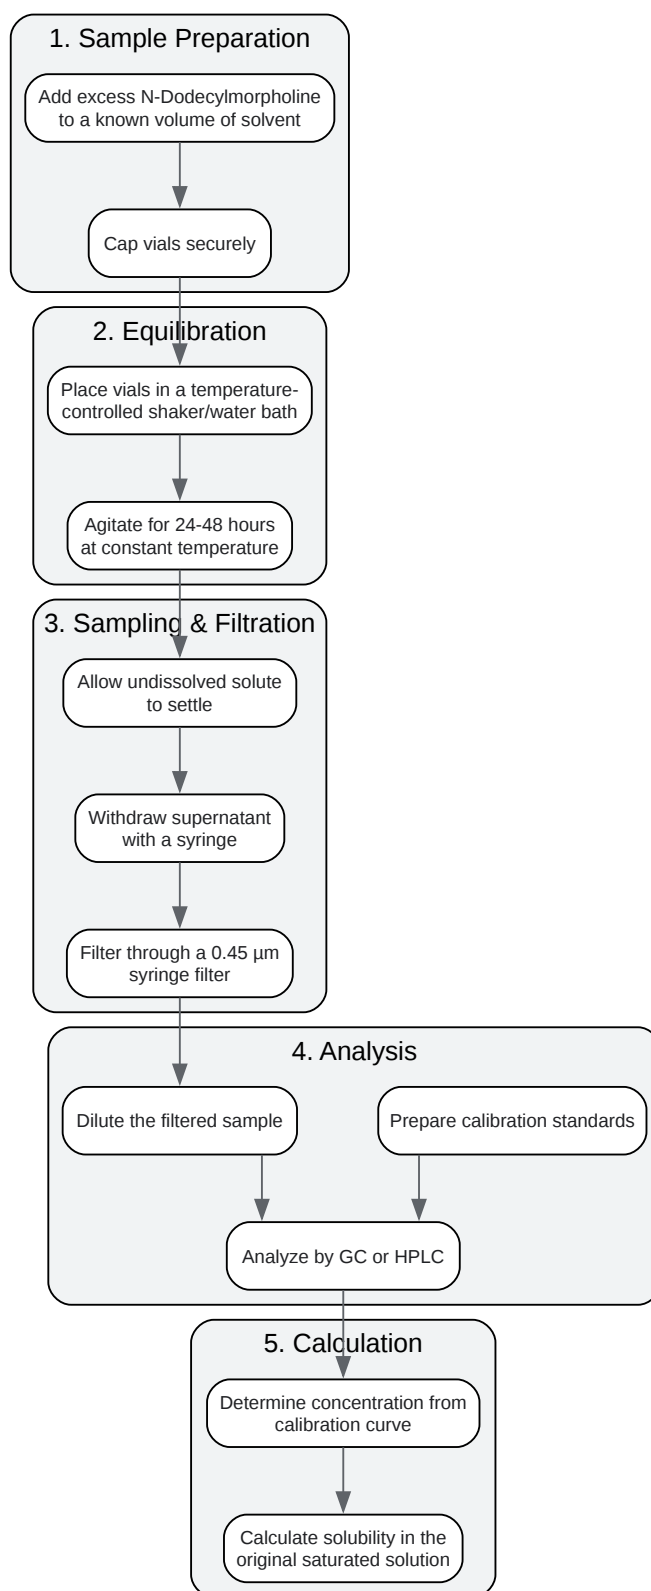 1. Sample Preparation
Add excess N-Dodecylmorpholine
to a known volume of solvent
Cap vials securely
2. Equilibration
Place vials in a temperature-
controlled shaker/water bath
Agitate for 24-48 hours
at constant temperature
3. Sampling & Filtration
Allow undissolved solute
to settle
Withdraw supernatant
with a syringe
Filter through a 0.45 µm
syringe filter
4. Analysis
Dilute the filtered sample
Prepare calibration standards
Analyze by GC or HPLC
5. Calculation
Determine concentration from
calibration curve
Calculate solubility in the
original saturated solution